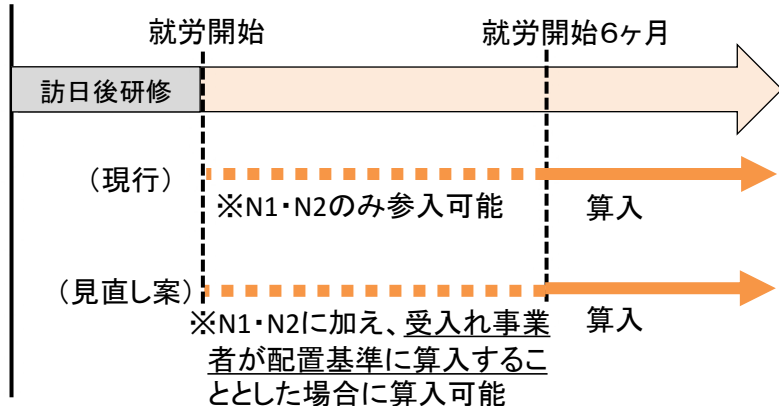 就労開始
就労開始6ヶ月
訪日後研修
（現行）
※N1・N2のみ参入可能
算入
（見直し案）
※N1・N2に加え、受入れ事業
者が配置基準に算入するこ
ととした場合に算入可能
算入